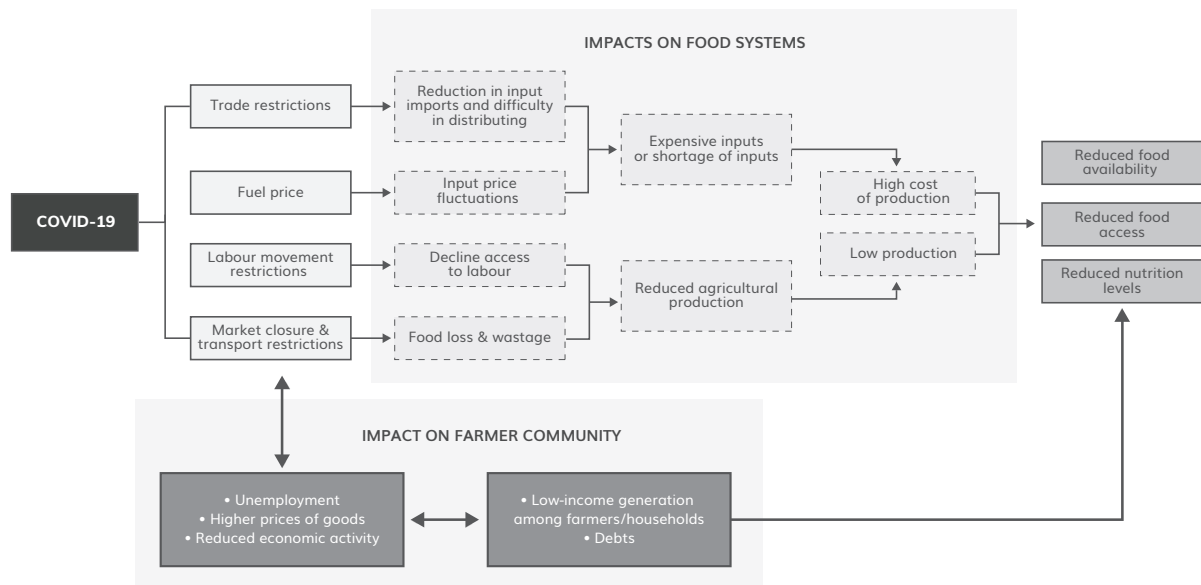 IMPACTS ON FOOD SYSTEMS
COVID-19
Trade restrictions
Fuel price
Labour movement
restrictions
Market closure &
transport restrictions
Reduction in input
imports and difficulty
in distributing
Input price
fluctuations
Decline access
to labour
Food loss & wastage
Expensive inputs
or shortage of inputs
Reduced agricultural
production
High cost
of production
Low production
Reduced food
availability
Reduced food
access
Reduced nutrition
levels
IMPACT ON FARMER COMMUNITY
• Unemployment
• Higher prices of goods
• Reduced economic activity
• Low-income generation
among farmers/households
• Debts